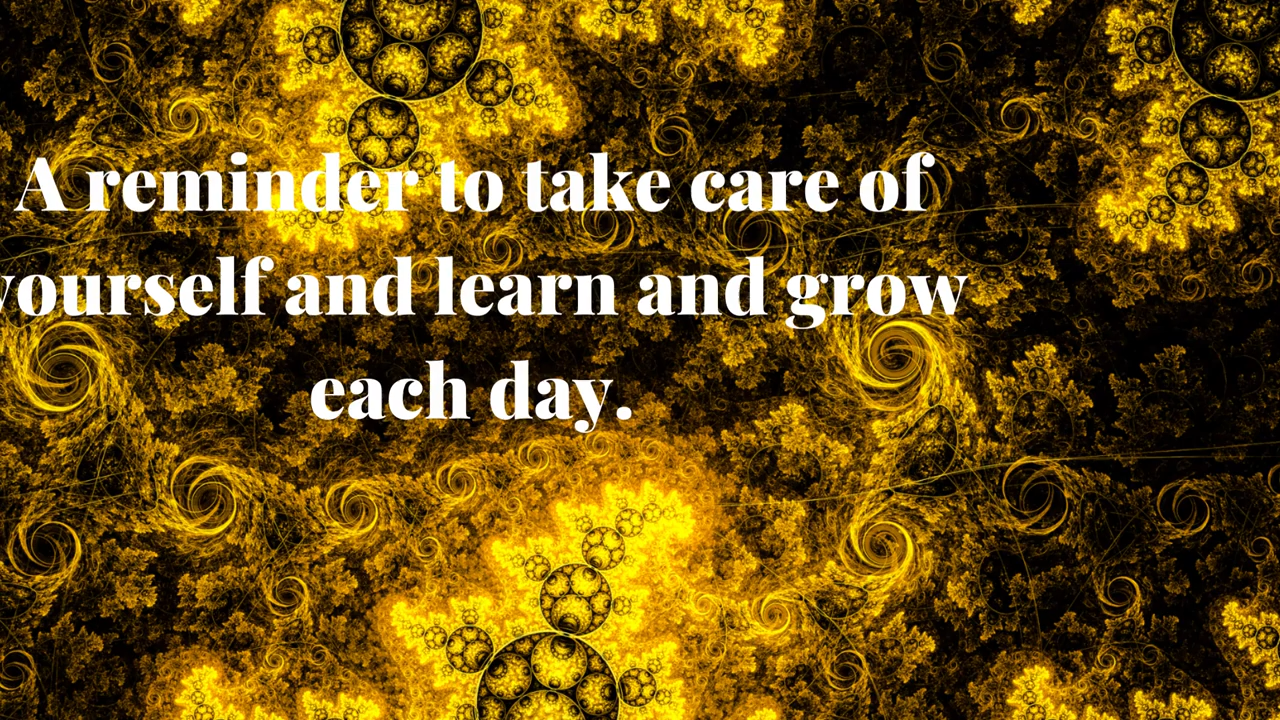 A reminder to take care of
yourself and learn and grow
each day.